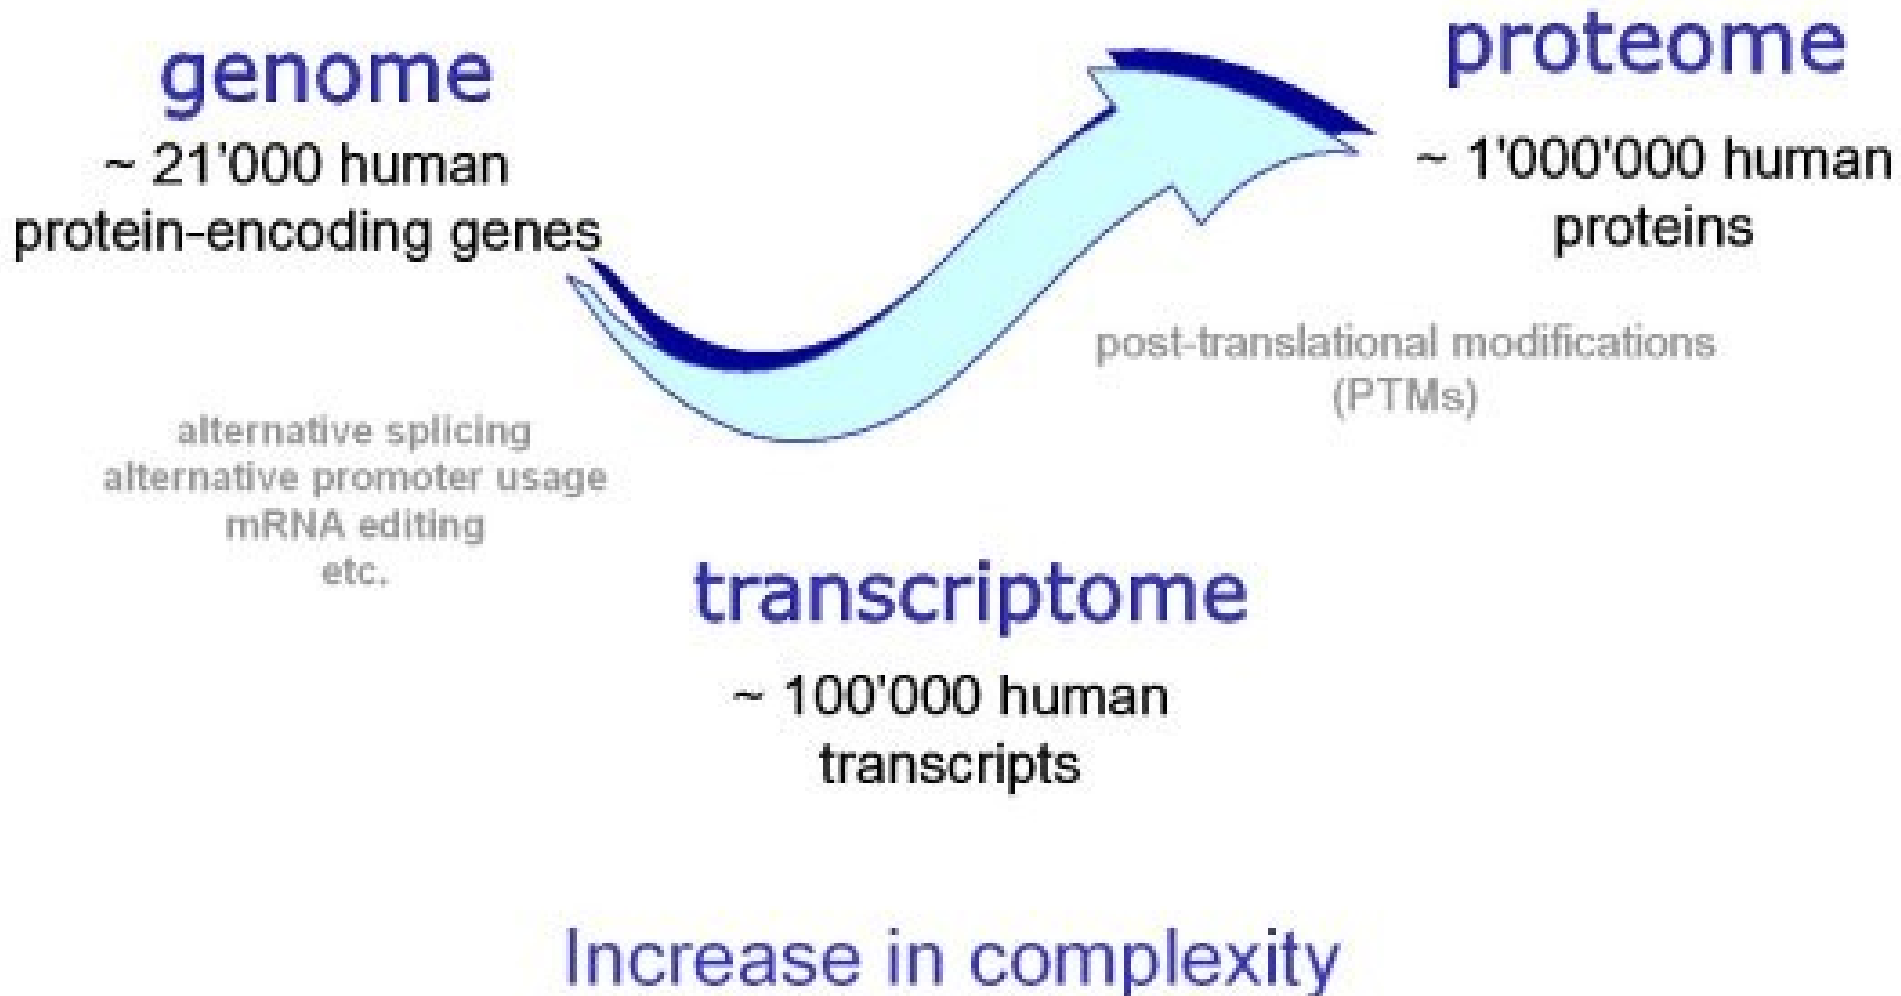 genome
~ 21'000 human
protein-encoding genes
proteome
~ 1'000'000 human
proteins
alternative splicing
alternative promoter usage
mRNA editing
etc.
post-translational modifications
(PTMs)
transcriptome
~ 100'000 human
transcripts
Increase in complexity